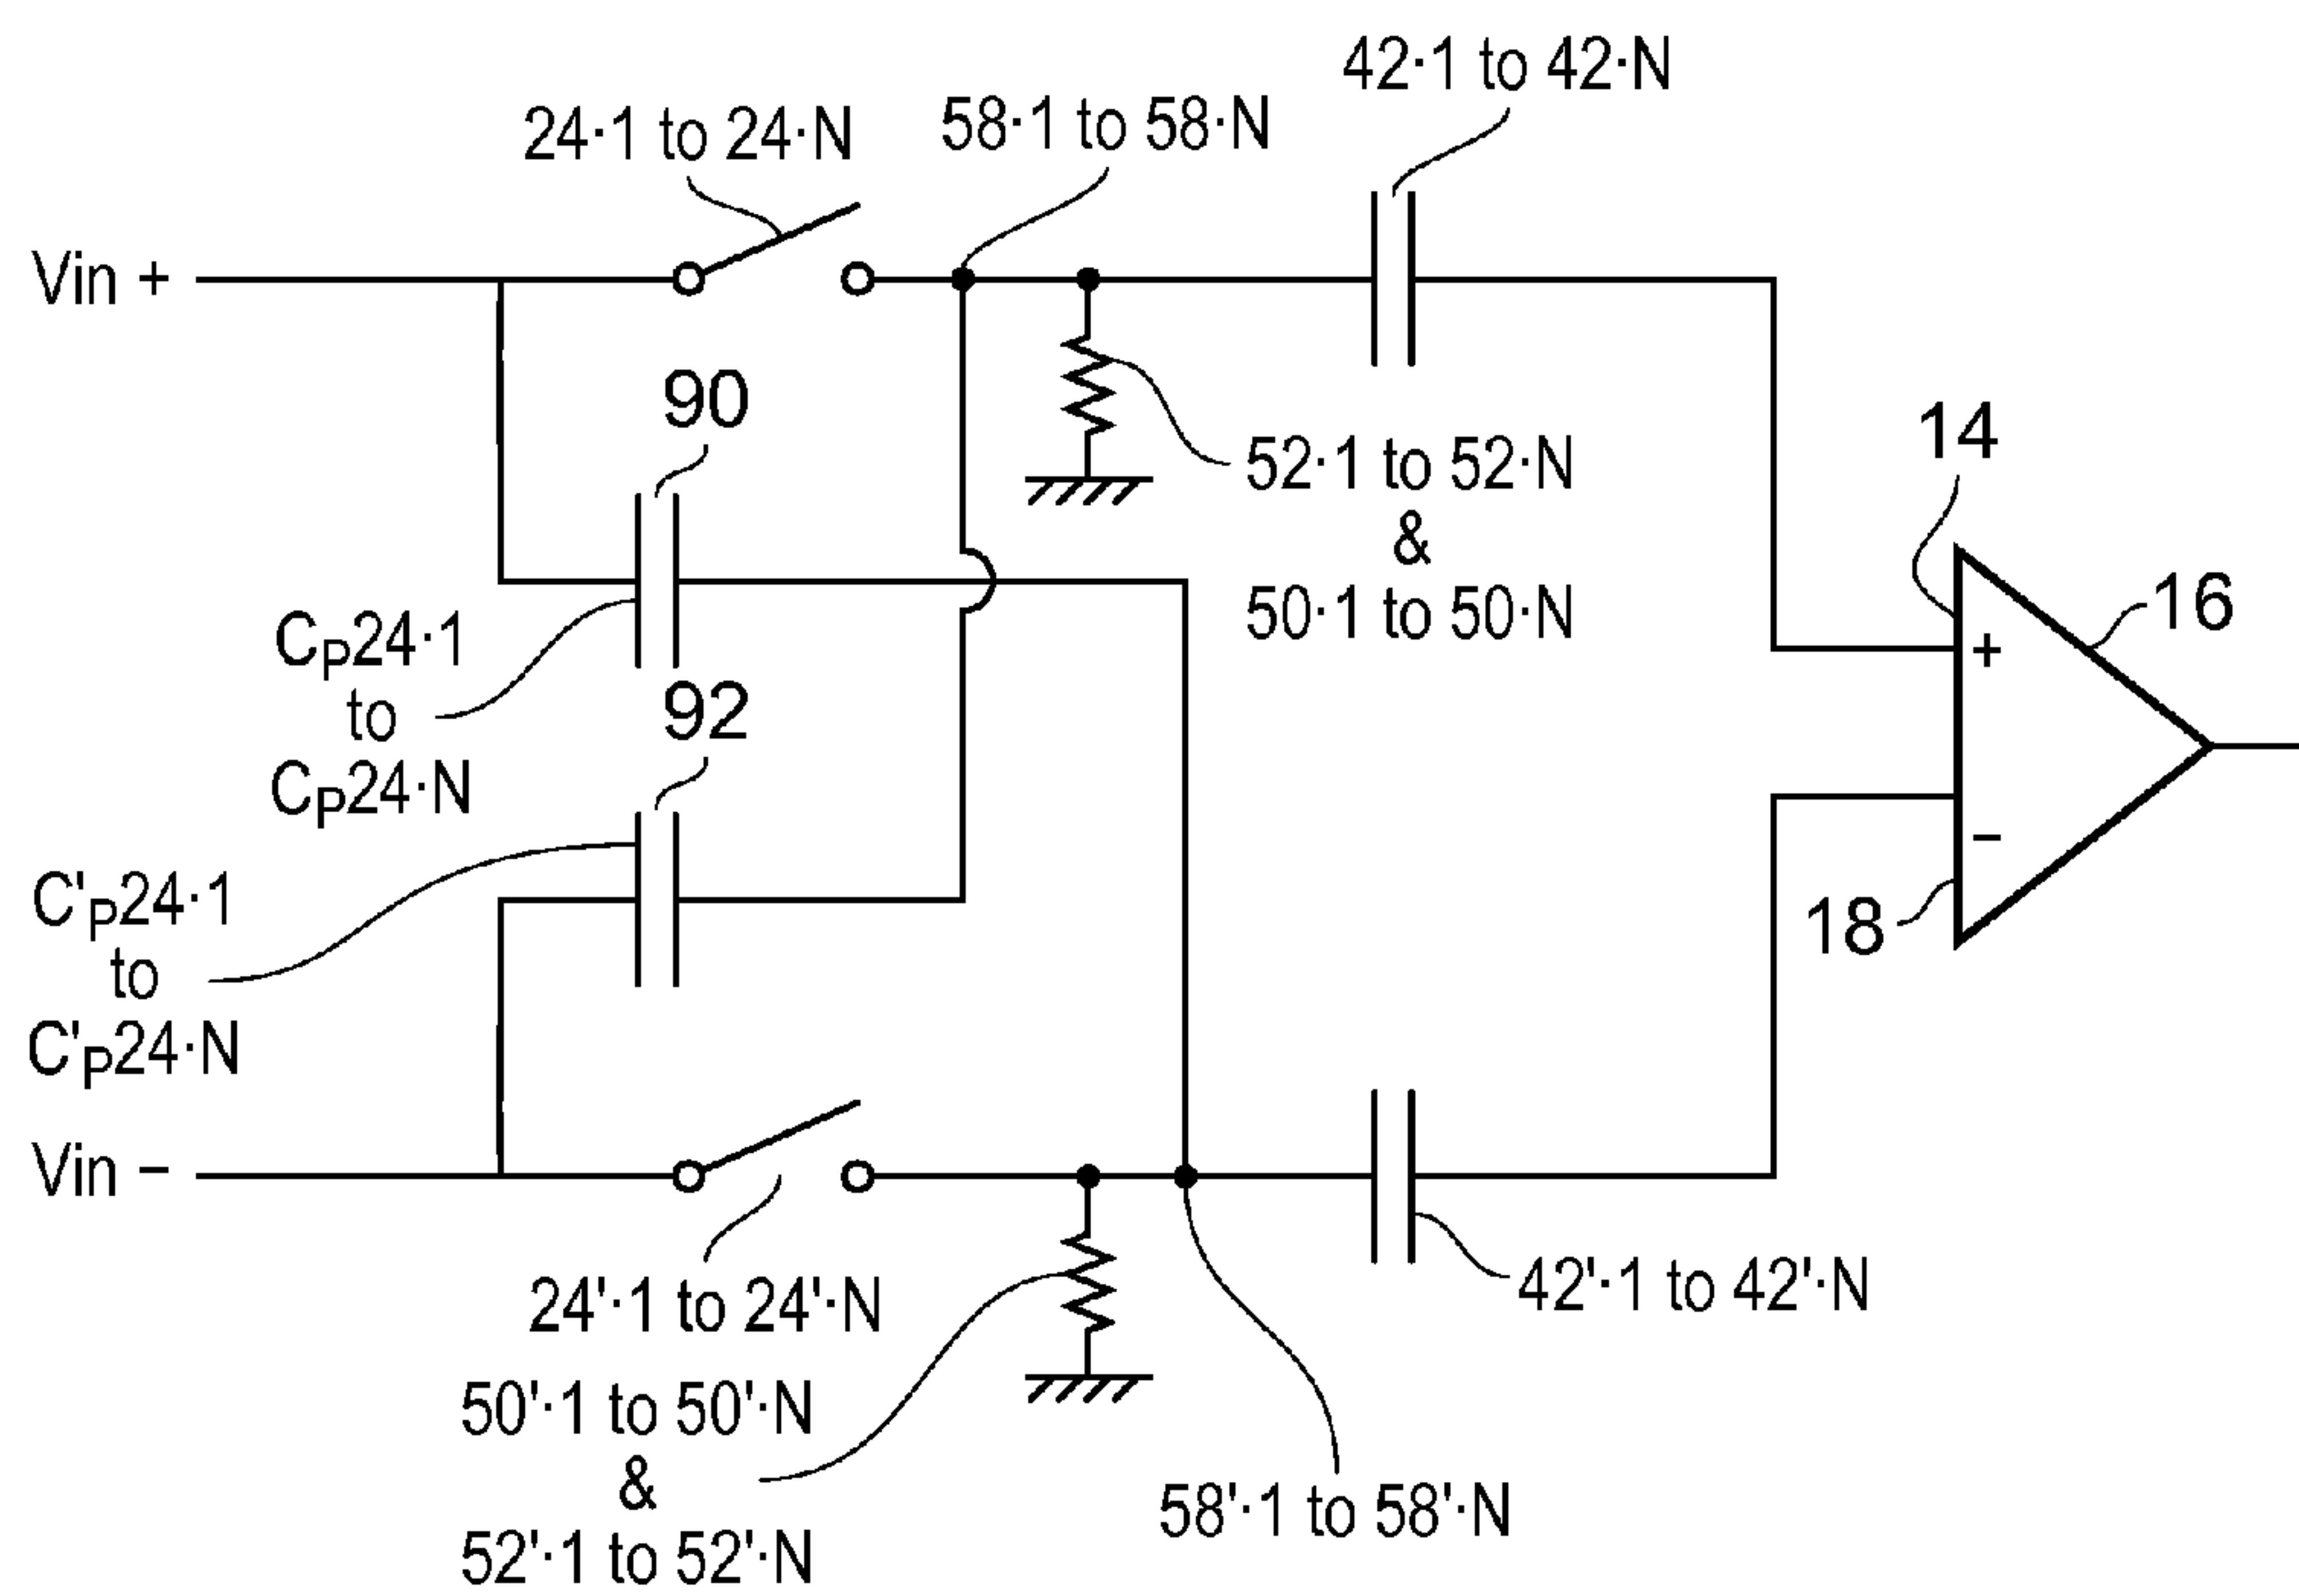 42·1 to 42·N
58·1 to 58·N
24·1 to 24·N
Vin +
90
52·1 to 52·N
&
50·1 to 50·N
14
16
+
CP24·1
to
CP24·N
92
−
18
C'P24·1
to
C'P24·N
Vin −
24'·1 to 24'·N
42'·1 to 42'·N
50'·1 to 50'·N
&
52'·1 to 52'·N
58'·1 to 58'·N